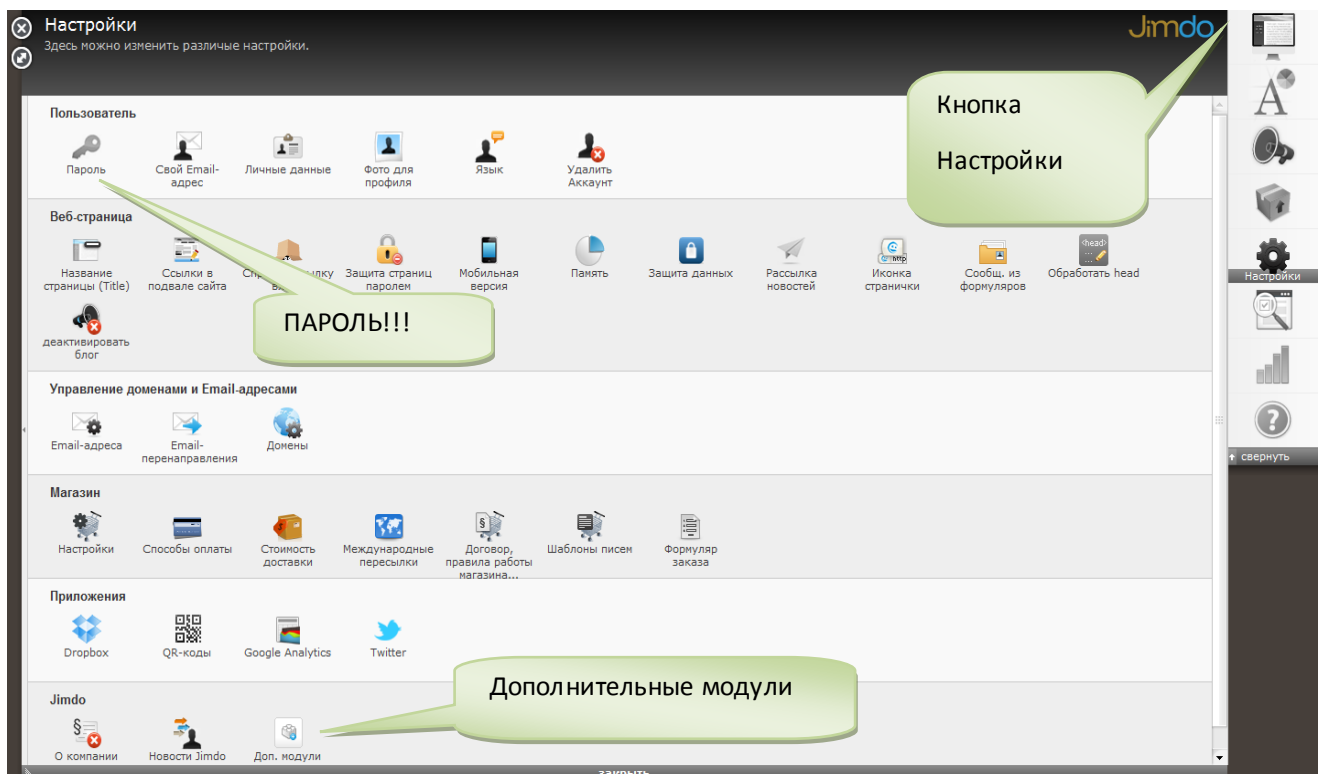 Настройки
Здесь можно изменить различые настройки.
Jimdo
Кнопка
Настройки
Пользователь
Пароль
Свой Email-
адрес
Личные данные
Фото для
профиля
Язык
Удалить
Аккаунт
Веб-страница
Название
страницы (Title)
Ссылки в
подвале сайта
Защита страниц
паролем
Мобильная
версия
Память
Защита данных
Рассылка
новостей
Иконка
странички
Сообщ. из
формуляров
<head>
Обработать head
Настройки
ПАРОЛЬ!!!
деактивировать
блог
Управление доменами и Email-адресами
Email-адреса
Email-
перенаправления
Домены
свернуть
Магазин
Настройки
Способы оплаты
Стоимость
доставки
Международные
пересылки
Договор,
правила работы
магазина...
Шаблоны писем
Формуляр
заказа
Приложения
Dropbox
QR-коды
Google Analytics
Twitter
Дополнительные модули
Jimdo
О компании
Новости Jimdo
Доп. модули
закрыть